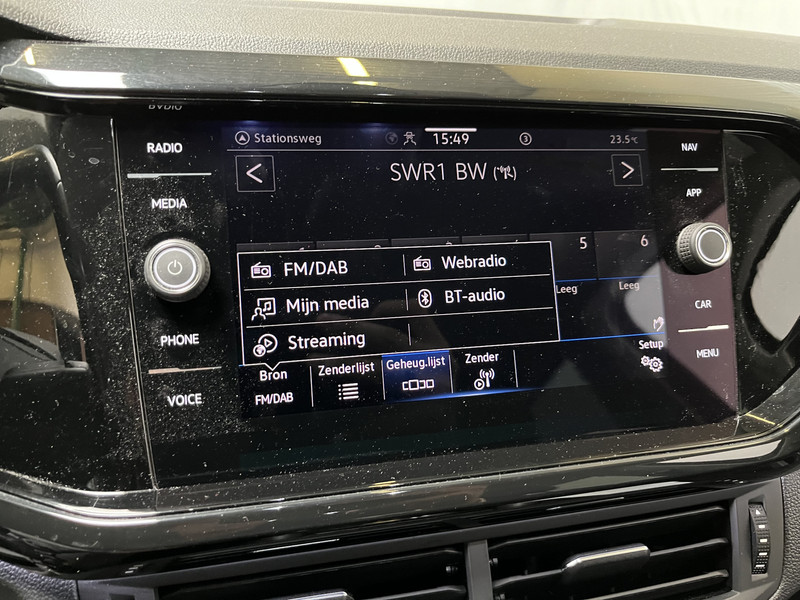 RADIO
MEDIA
PHONE
VOICE
Stationsweg
15:49
3
23.5°C
SWR1 BW
5
6
Leeg
Leeg
FM/DAB
Webradio
Mijn media
BT-audio
Streaming
Bron
FM/DAB
Zenderlijst
Geheug.lijst
Zender
Setup
NAV
APP
CAR
MENU